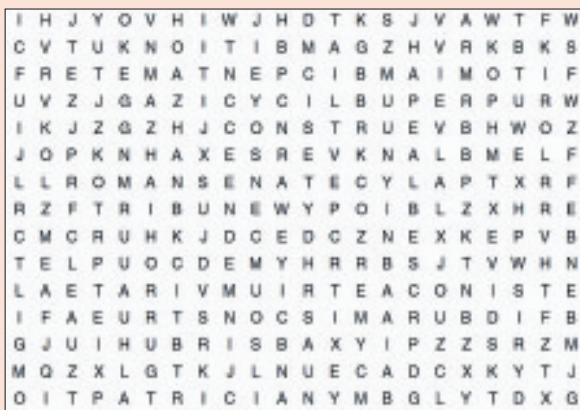 I H J Y O V H I W J H D T K S J V A W T F W
C V T U K N O I T I B M A G Z H V R K B K S
F R E T E M A T N E P C I B M A I M O T I F
U V Z J G A Z I C Y C I L B U P E R P U R W
I K J Z G Z H J C O N S T R U E V B H W O Z
J O P K N H A X E S R E V K N A L B M E L F
L L R O M A N S E N A T E C Y L A P T X R F
R Z F T R I B U N E W Y P O I B L Z X H R E
C M C R U H K J D C E D C Z N E X K E P V B
T E L P U O C D E M Y H R R B S J T V W H N
L A E T A R I V M U I R T E A C O N I S T E
I F A E U R T S N O C S I M A R U B D I F B
G J U I H U B R I S B A X Y I P Z Z S R Z M
M Q Z X L G T K J L N U E C A D C X K Y T J
O I T P A T R I C I A N Y M B G L Y T D X G